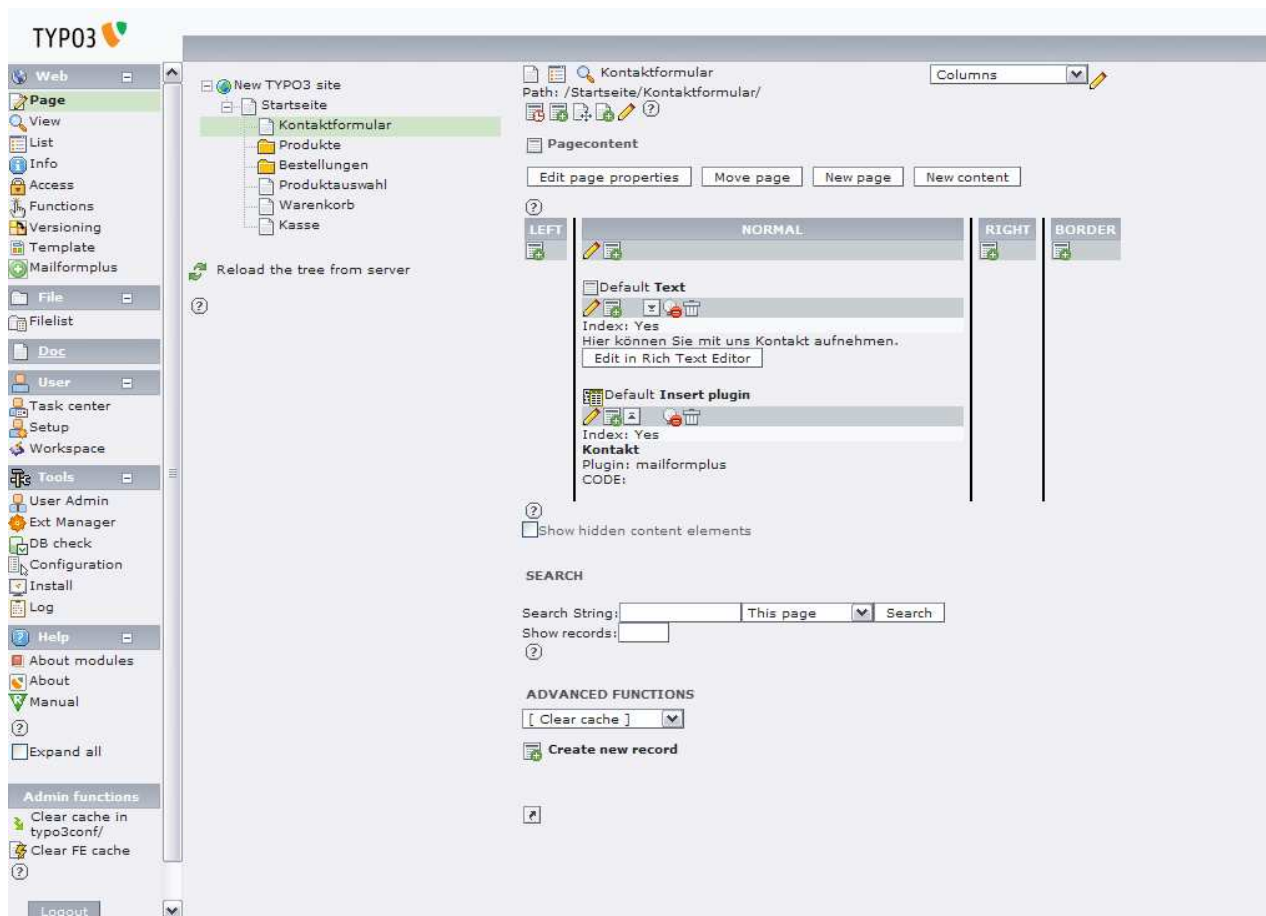 TYPO3
Web
Page
View
List
Info
Access
Functions
Versioning
Template
Mailformplus
File
Filelist
Doc
User
Task center
Setup
Workspace
Tools
User Admin
Ext Manager
DB check
Configuration
Install
Log
Help
About modules
About
Manual
Expand all
Admin functions
Clear cache in
typo3conf/
Clear FE cache
Logout
New TYPO3 site
Startseite
Kontaktformular
Produkte
Bestellungen
Produktauswahl
Warenkorb
Kasse
Reload the tree from server
Kontaktformular
Columns
Path: /Startseite/Kontaktformular/
Pagecontent
Edit page properties Move page New page New content
LEFT NORMAL RIGHT BORDER
Default Text
Index: Yes
Hier können Sie mit uns Kontakt aufnehmen.
Edit in Rich Text Editor
Default Insert plugin
Index: Yes
Kontakt
Plugin: mailformplus
CODE:
Show hidden content elements
SEARCH
Search String: This page Search
Show records:
ADVANCED FUNCTIONS
[ Clear cache ]
Create new record